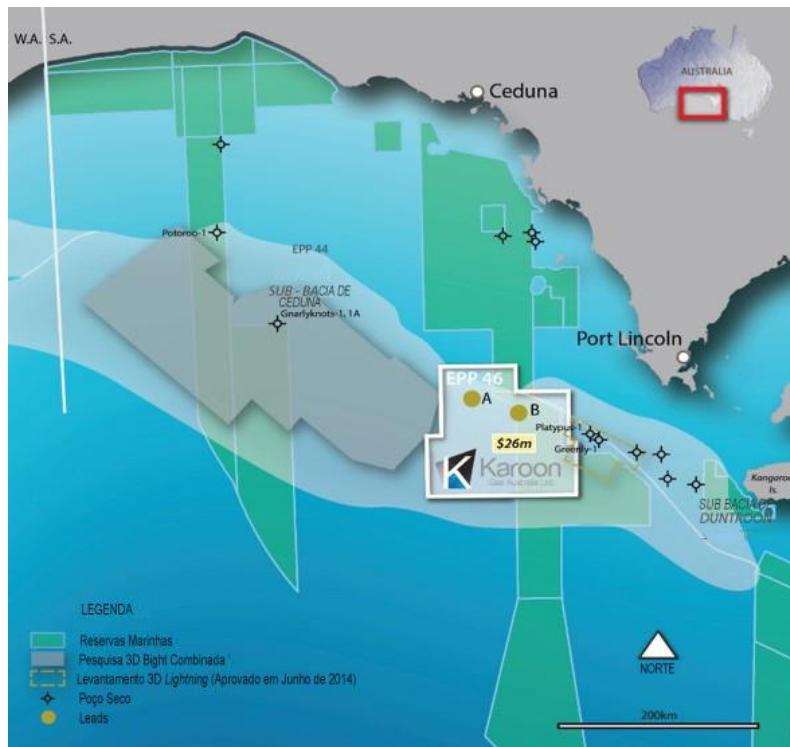 W.A. S.A.
AUSTRALIA
Ceduna
Potoroo-1
EPP 44
SUB - BACIA DE
CEDUNA
Gnarlyknots-1, 1A
Port Lincoln
EPP 46
A
B
Platypus-1
$26m
Greenly-1
Karoon
Gas Australia Ltd
Kangaroo
Is.
SUB BACIA DE
DUNTROON
LEGENDA
Reservas Marinhas
Pesquisa 3D Bight Combinada
Levantamento 3D Lightning (Aprovado em Junho de 2014)
Poço Seco
Leads
NORTE
200km